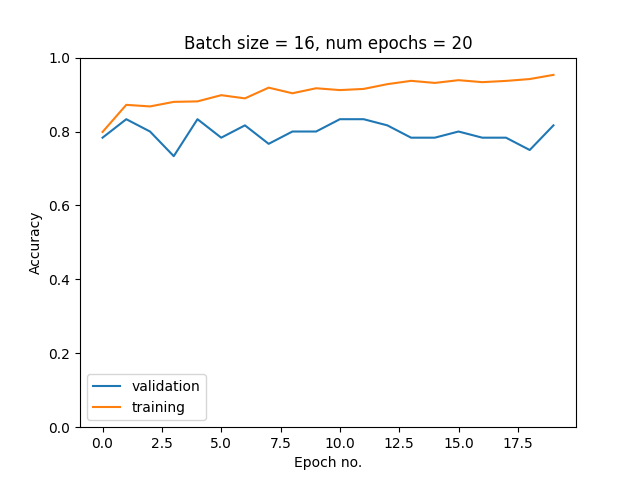 Batch size = 16, num epochs = 20
1.0
0.8
0.6
0.4
0.2
0.0
Accuracy
validation
training
0.0 2.5 5.0 7.5 10.0 12.5 15.0 17.5
Epoch no.